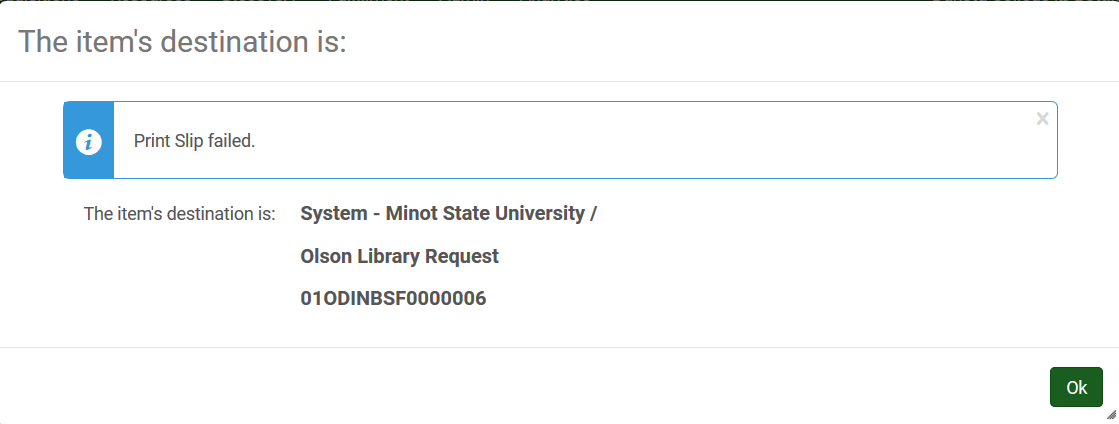 The item's destination is:
Print Slip failed.
The item's destination is: System - Minot State University /
Olson Library Request
01ODINBSF0000006
Ok